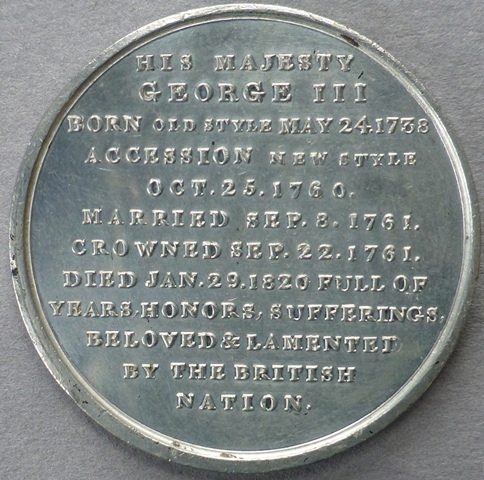 HIS MAJESTY
GEORGE III
BORN OLD STYLE MAY 24.1738
ACCESSION NEW STYLE
OCT. 25. 1760.
MARRIED SEP. 8. 1761.
CROWNED SEP. 22. 1761.
DIED JAN. 29. 1820 FULL OF
YEARS, HONORS, SUFFERINGS,
BELOVED & LAMENTED
BY THE BRITISH
NATION.